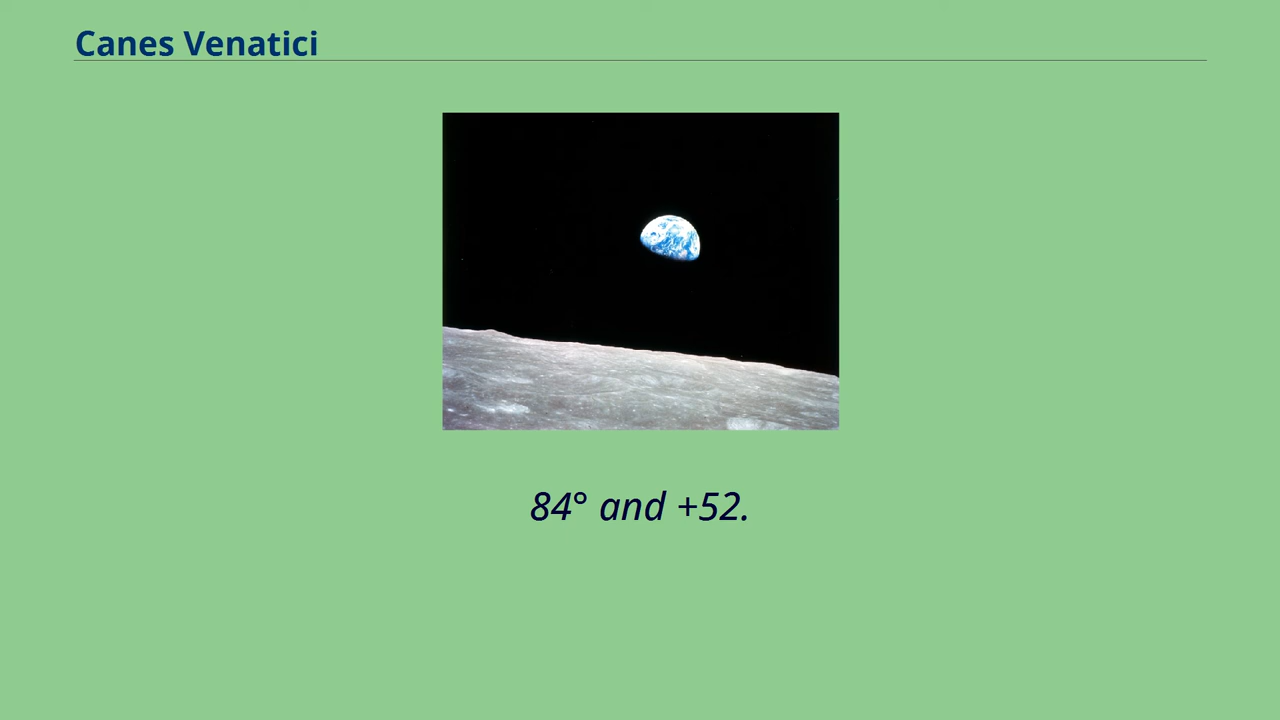 Canes Venatici
84° and +52.